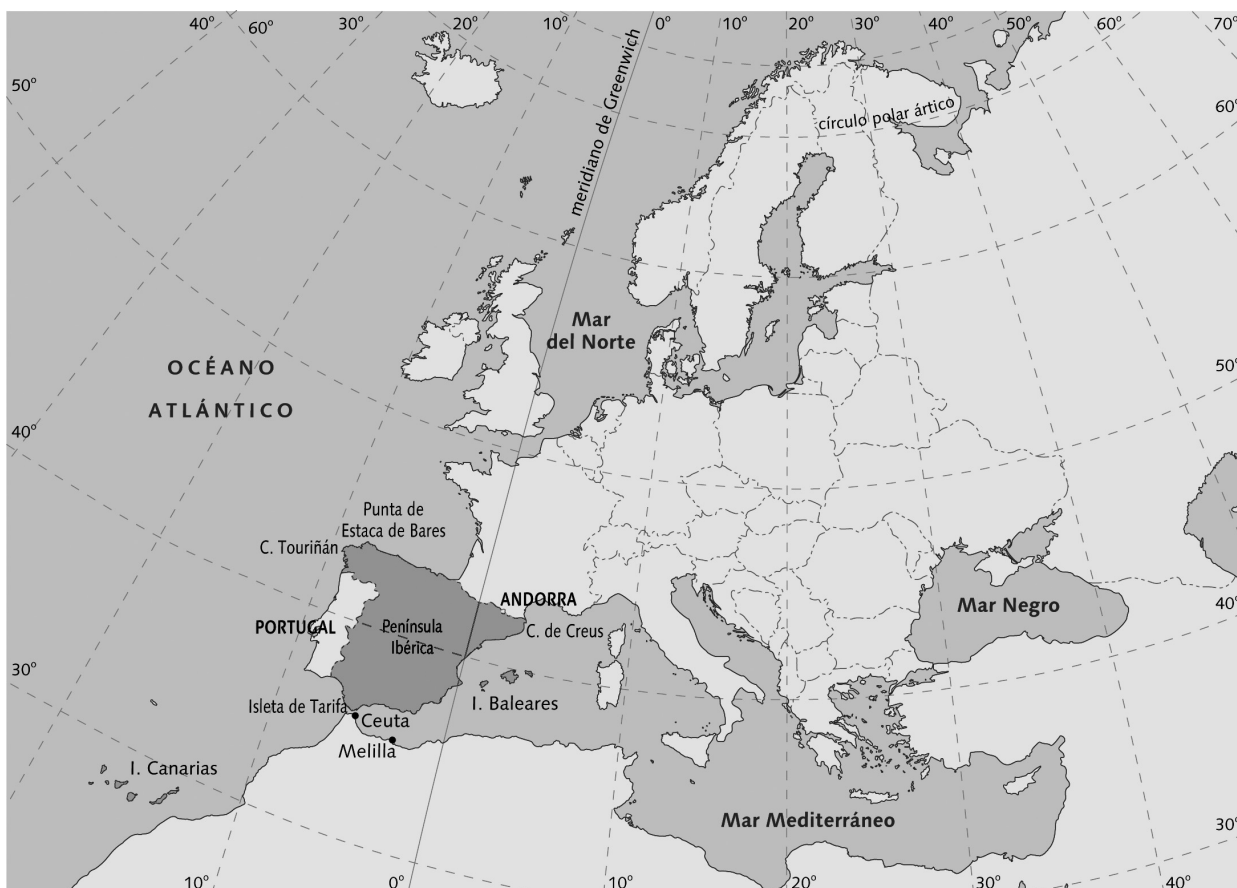 40° 60° 30° 20° 10° 0° 10° 20° 30° 40° 50° 60° 70°
50°
meridiano de Greenwich
círculo polar ártico
60°
Mar
del Norte
OCÉANO
ATLÁNTICO
50°
40°
Punta de
Estaca de Bares
C. Touriñán
ANDORRA
Mar Negro
40°
PORTUGAL
Península
Ibérica
C. de Creus
30°
I. Baleares
Isleta de Tarifa
Ceuta
Melilla
I. Canarias
Mar Mediterráneo
30°
10° 0° 10° 20° 30° 40°